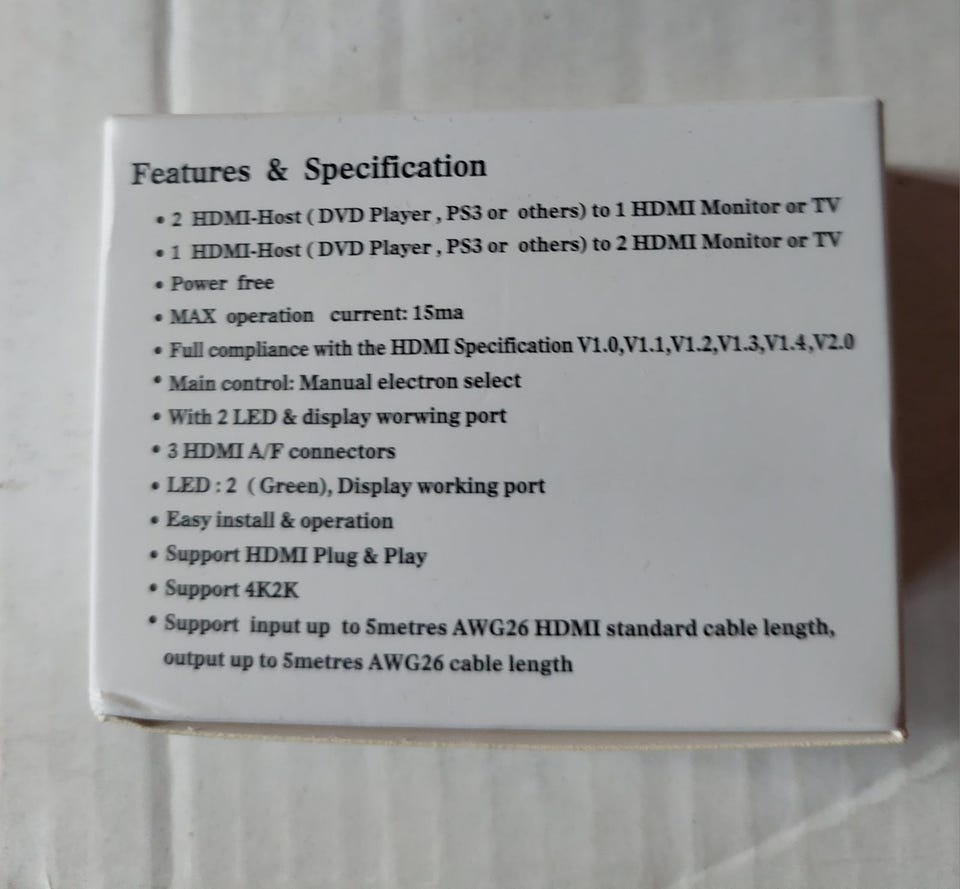 Features & Specification
• 2 HDMI-Host ( DVD Player , PS3 or others) to 1 HDMI Monitor or TV
• 1 HDMI-Host ( DVD Player , PS3 or others) to 2 HDMI Monitor or TV
• Power free
• MAX operation current: 15ma
• Full compliance with the HDMI Specification V1.0,V1.1,V1.2,V1.3,V1.4,V2.0
• Main control: Manual electron select
• With 2 LED & display worwing port
• 3 HDMI A/F connectors
• LED : 2 ( Green), Display working port
• Easy install & operation
• Support HDMI Plug & Play
• Support 4K2K
• Support input up to 5metres AWG26 HDMI standard cable length,
output up to 5metres AWG26 cable length